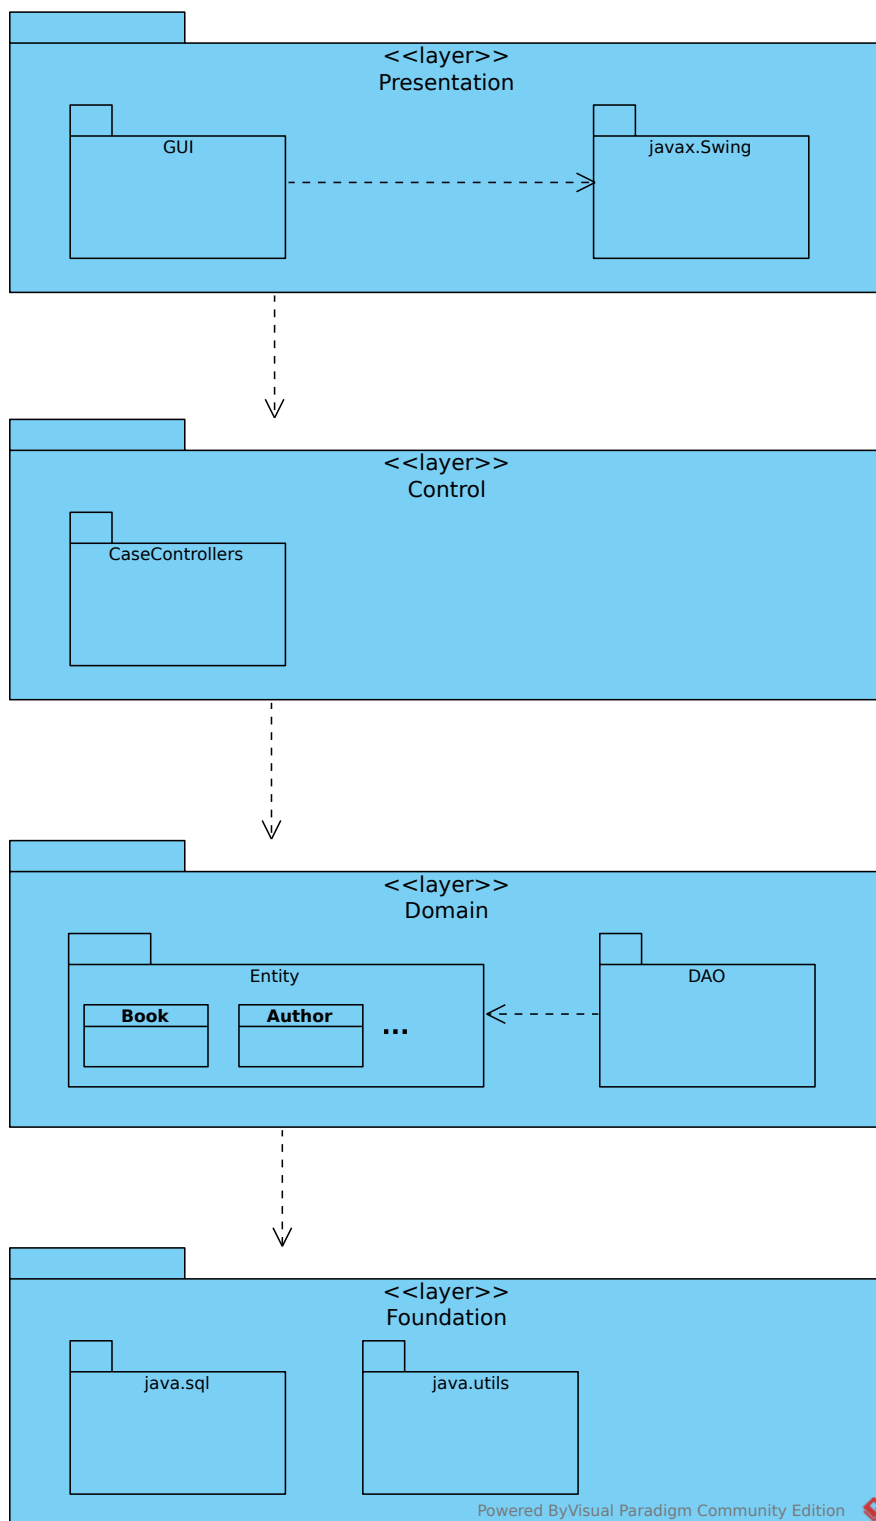 <<layer>>
Presentation
GUI
javax.Swing
<<layer>>
Control
CaseControllers
<<layer>>
Domain
Entity
DAO
Book
Author
...
<<layer>>
Foundation
java.sql
java.utils
Powered ByVisual Paradigm Community Edition